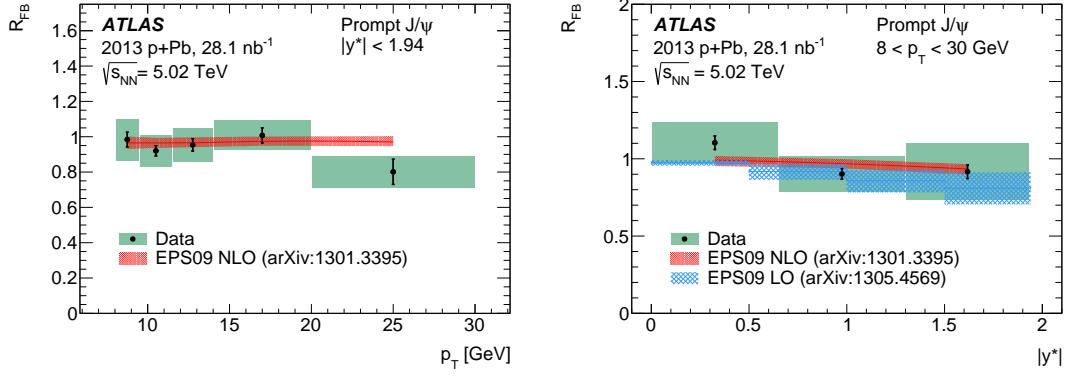 R_FB
ATLAS
2013 p+Pb, 28.1 nb⁻¹
√s_NN = 5.02 TeV
Prompt J/ψ
|y*| < 1.94
1.6
1.4
1.2
1
0.8
0.6
0.4
0.2
0
Data
EPS09 NLO (arXiv:1301.3395)
10 15 20 25 30
p_T [GeV]
R_FB
ATLAS
2013 p+Pb, 28.1 nb⁻¹
√s_NN = 5.02 TeV
Prompt J/ψ
8 < p_T < 30 GeV
2
1.5
1
0.5
0
Data
EPS09 NLO (arXiv:1301.3395)
EPS09 LO (arXiv:1305.4569)
0 0.5 1 1.5 2
|y*|